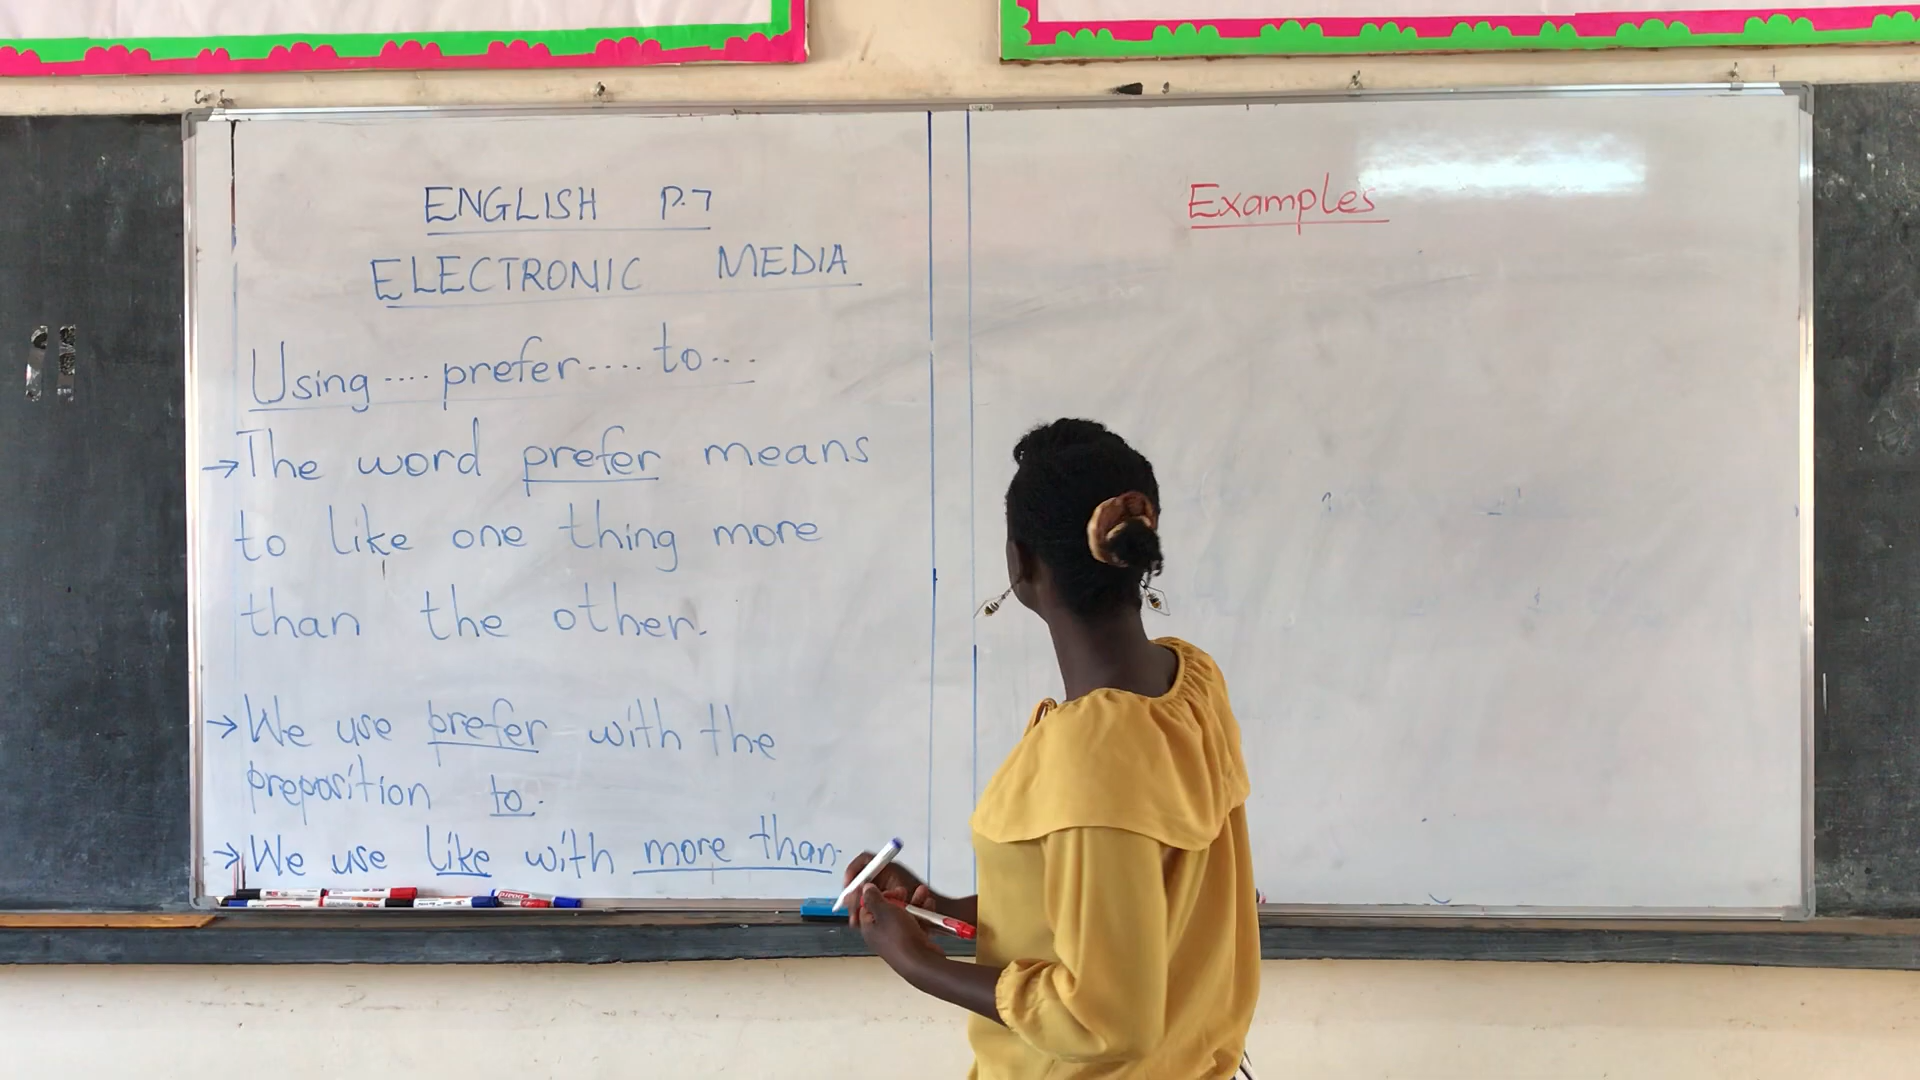 ENGLISH P.7
ELECTRONIC MEDIA
Using .... prefer .... to ....
→ The word prefer means
to like one thing more
than the other.
→ We use prefer with the
preposition to.
→ We use like with more than.
Examples